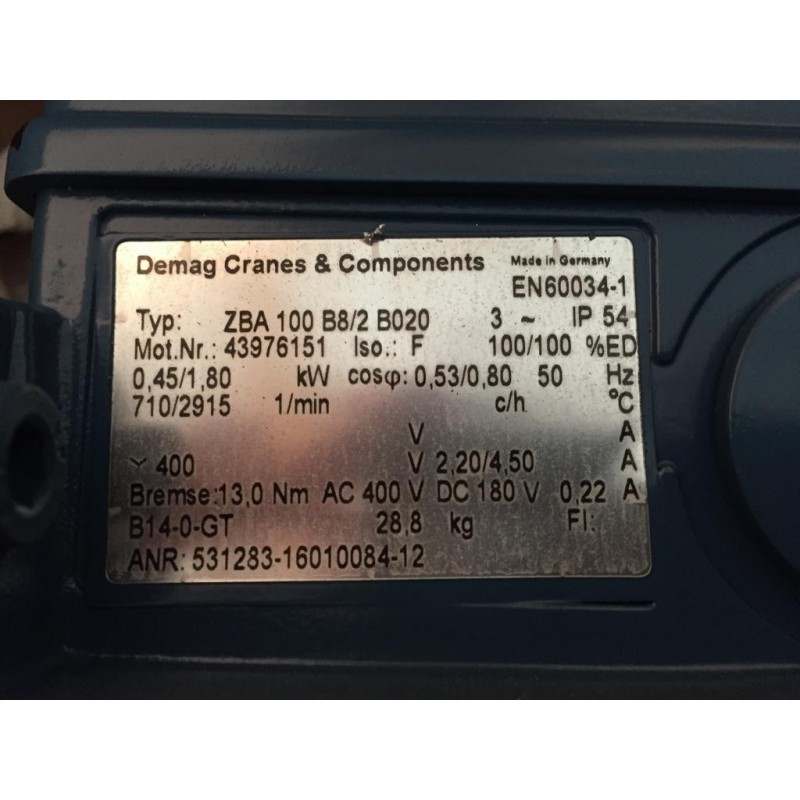 Demag Cranes & Components Made in Germany
EN60034-1
Typ: ZBA 100 B8/2 B020 3 ~ IP 54
Mot.Nr.: 43976151 Iso.: F 100/100 %ED
0,45/1,80 kW cosφ: 0,53/0,80 50 Hz
710/2915 1/min c/h °C
V A
Y 400 V 2,20/4,50 A
Bremse:13,0 Nm AC 400 V DC 180 V 0,22 A
B14-0-GT 28,8 kg FI:
ANR: 531283-16010084-12